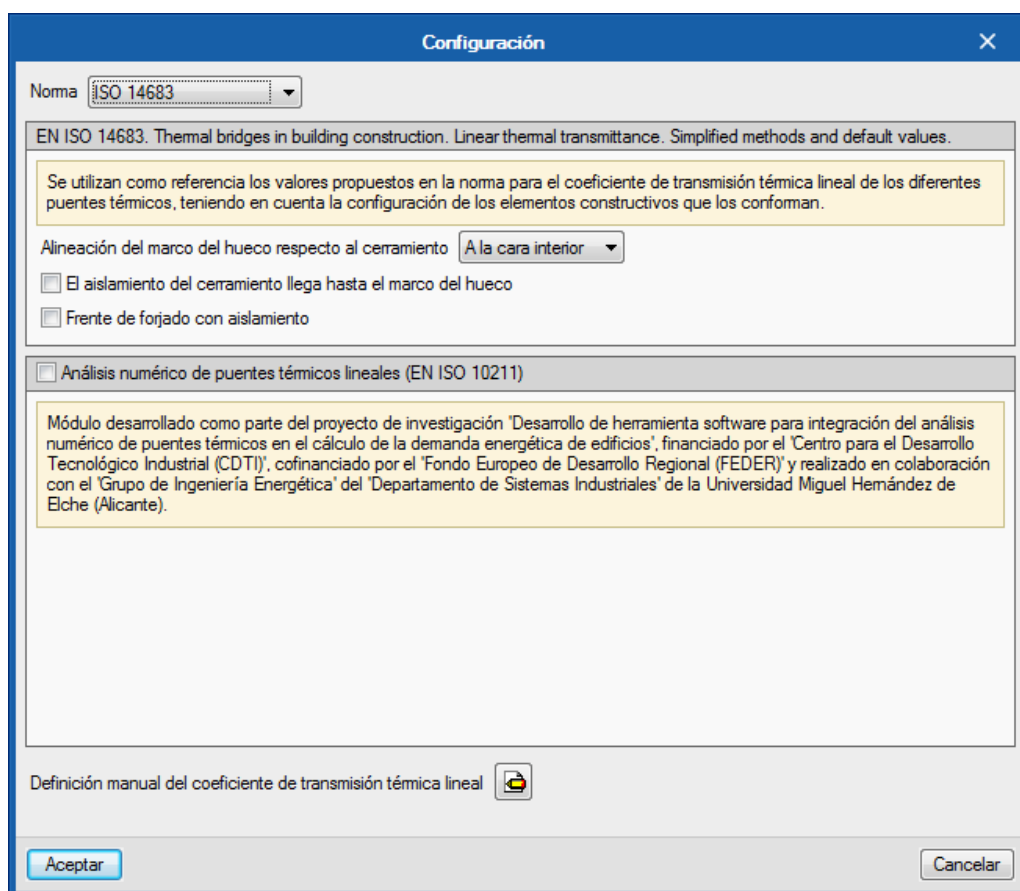 Configuración
Norma ISO 14683
EN ISO 14683. Thermal bridges in building construction. Linear thermal transmittance. Simplified methods and default values.
Se utilizan como referencia los valores propuestos en la norma para el coeficiente de transmisión térmica lineal de los diferentes
puentes térmicos, teniendo en cuenta la configuración de los elementos constructivos que los conforman.
Alineación del marco del hueco respecto al cerramiento A la cara interior
El aislamiento del cerramiento llega hasta el marco del hueco
Frente de forjado con aislamiento
Análisis numérico de puentes térmicos lineales (EN ISO 10211)
Módulo desarrollado como parte del proyecto de investigación 'Desarrollo de herramienta software para integración del análisis
numérico de puentes térmicos en el cálculo de la demanda energética de edificios', financiado por el 'Centro para el Desarrollo
Tecnológico Industrial (CDTI)', cofinanciado por el 'Fondo Europeo de Desarrollo Regional (FEDER)' y realizado en colaboración
con el 'Grupo de Ingeniería Energética' del 'Departamento de Sistemas Industriales' de la Universidad Miguel Hernández de
Elche (Alicante).
Definición manual del coeficiente de transmisión térmica lineal
Aceptar Cancelar